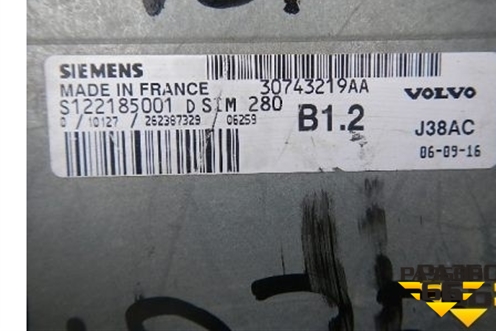 SIEMENS
MADE IN FRANCE 30743219AA
S122185001 D SIM 280
0 / 10127 / 262387329 / 06259
B1.2
VOLVO
J38AC
06-09-16